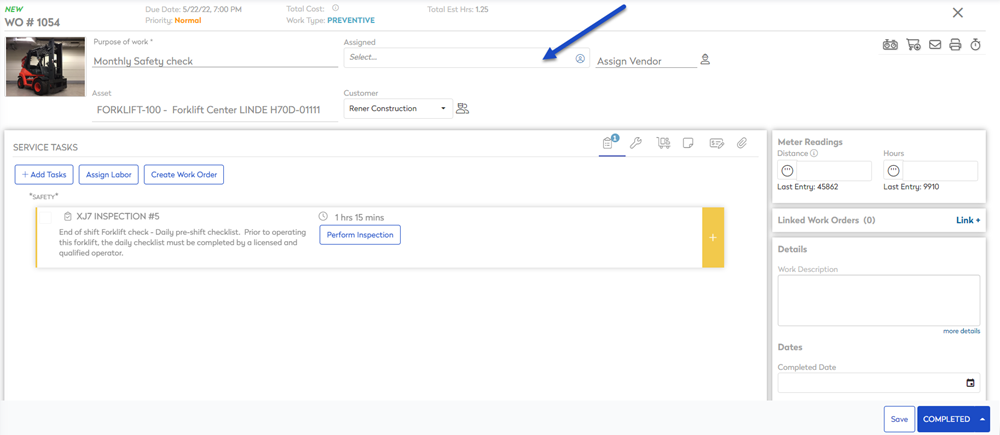 NEW
Due Date: 5/22/22, 7:00 PM
Total Cost:
Total Est Hrs: 1.25
WO # 1054
Priority: Normal
Work Type: PREVENTIVE
Purpose of work *
Monthly Safety check
Assigned
Select...
Assign Vendor
Asset
FORKLIFT-100 - Forklift Center LINDE H70D-01111
Customer
Rener Construction
SERVICE TASKS
1
+ Add Tasks
Assign Labor
Create Work Order
*SAFETY*
XJ7 INSPECTION #5
1 hrs 15 mins
End of shift Forklift check - Daily pre-shift checklist. Prior to operating
this forklift, the daily checklist must be completed by a licensed and
qualified operator.
Perform Inspection
+
Meter Readings
Distance
Hours
Last Entry: 45862
Last Entry: 9910
Linked Work Orders (0)
Link +
Details
Work Description
more details
Dates
Completed Date
Save
COMPLETED